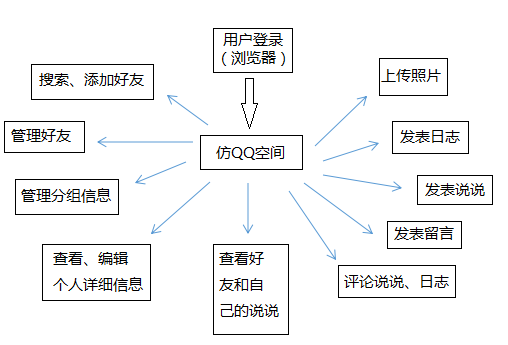 用户登录
（浏览器）
搜索、添加好友
上传照片
管理好友
发表日志
仿QQ空间
管理分组信息
发表说说
发表留言
查看、编辑
个人详细信息
查看好
友和自
己的说说
评论说说、日志